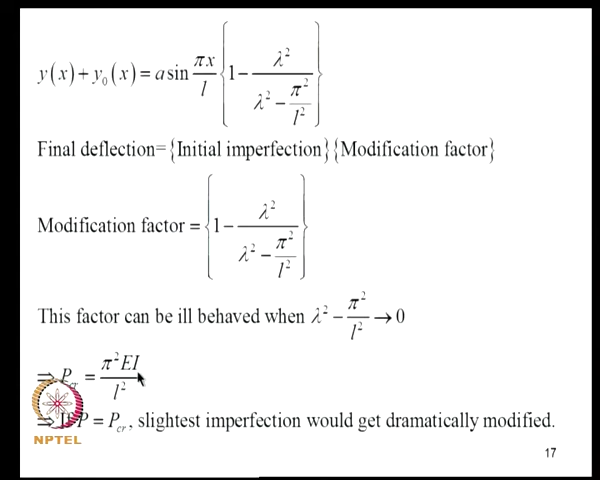 y(x) + y₀(x) = a sin πx/l {1 − λ²/(λ² − π²/l²)}
Final deflection={Initial imperfection}{Modification factor}
Modification factor = {1 − λ²/(λ² − π²/l²)}
This factor can be ill behaved when λ² − π²/l² → 0
⇒ P_cr = π²EI/l²
⇒ If P = P_cr, slightest imperfection would get dramatically modified.
NPTEL
17